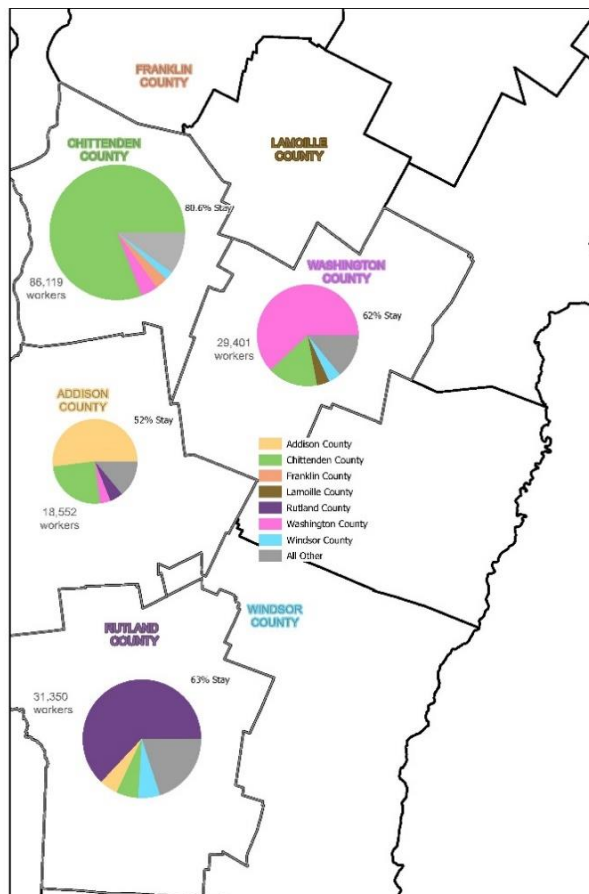 FRANKLIN
COUNTY
CHITTENDEN
COUNTY
LAMOILLE
COUNTY
80.6% Stay
86,119
workers
WASHINGTON
COUNTY
62% Stay
29,401
workers
ADDISON
COUNTY
52% Stay
18,552
workers
Addison County
Chittenden County
Franklin County
Lamoille County
Rutland County
Washington County
Windsor County
All Other
WINDSOR
COUNTY
RUTLAND
COUNTY
63% Stay
31,350
workers